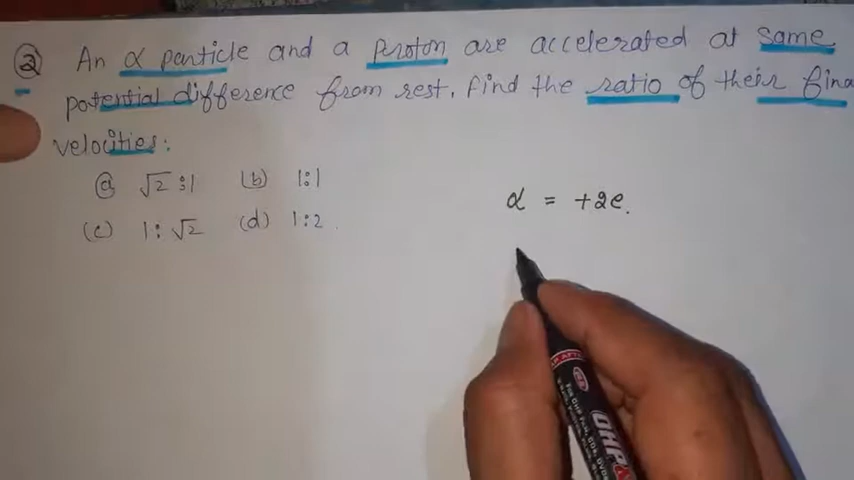 ② An α particle and a proton are accelerated at same
potential difference from rest, find the ratio of their fina
velocities:
ⓐ √2:1 (b) 1:1
(c) 1:√2 (d) 1:2
α = +2e.
OHP